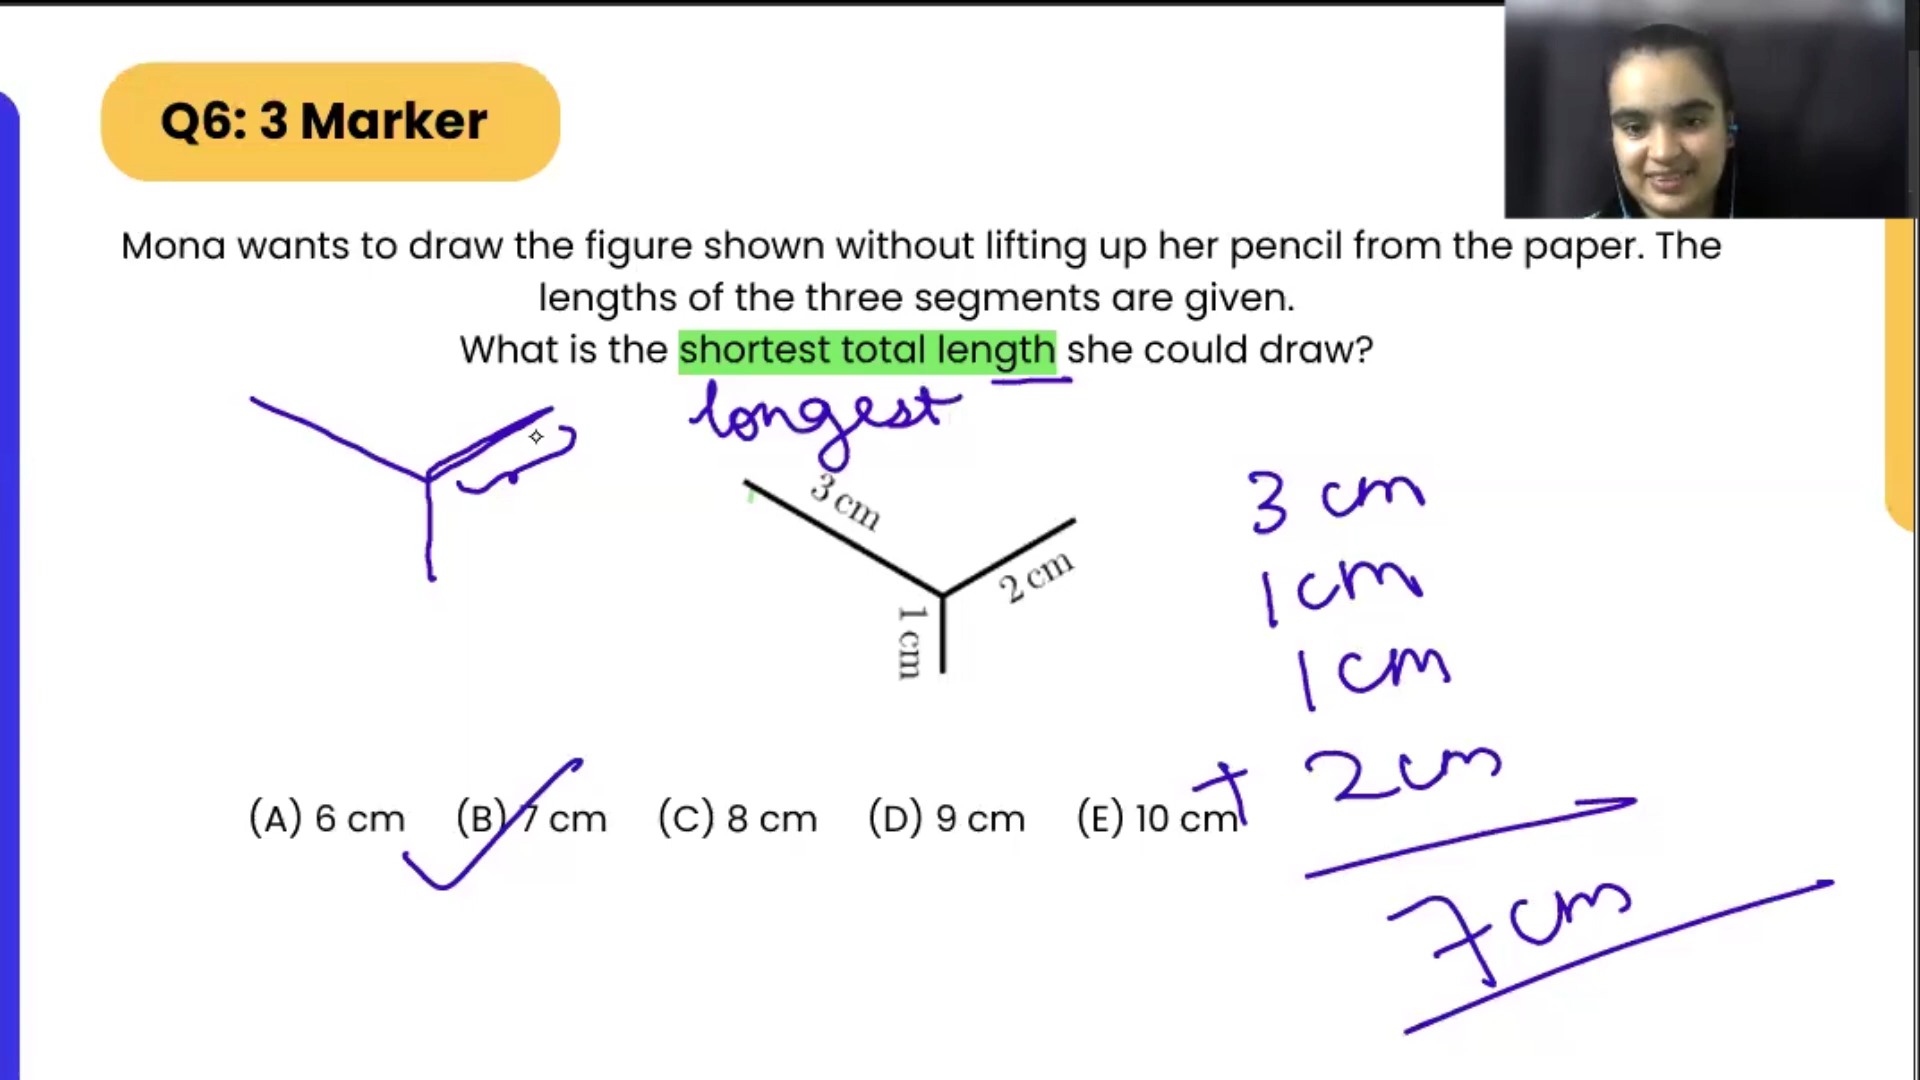 Q6: 3 Marker
Mona wants to draw the figure shown without lifting up her pencil from the paper. The
lengths of the three segments are given.
What is the shortest total length she could draw?
longest
3 cm
2 cm
1 cm
3 cm
1 cm
1 cm
+ 2 cm
7 cm
(A) 6 cm (B) 7 cm (C) 8 cm (D) 9 cm (E) 10 cm